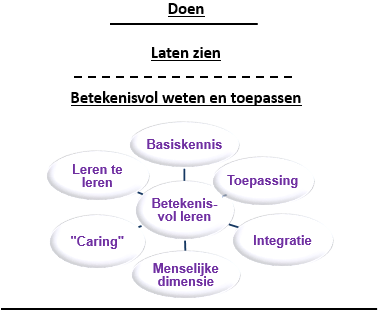 Doen
Laten zien
Betekenisvol weten en toepassen
Basiskennis
Leren te
leren
Toepassing
Betekenis-
vol leren
"Caring"
Integratie
Menselijke
dimensie